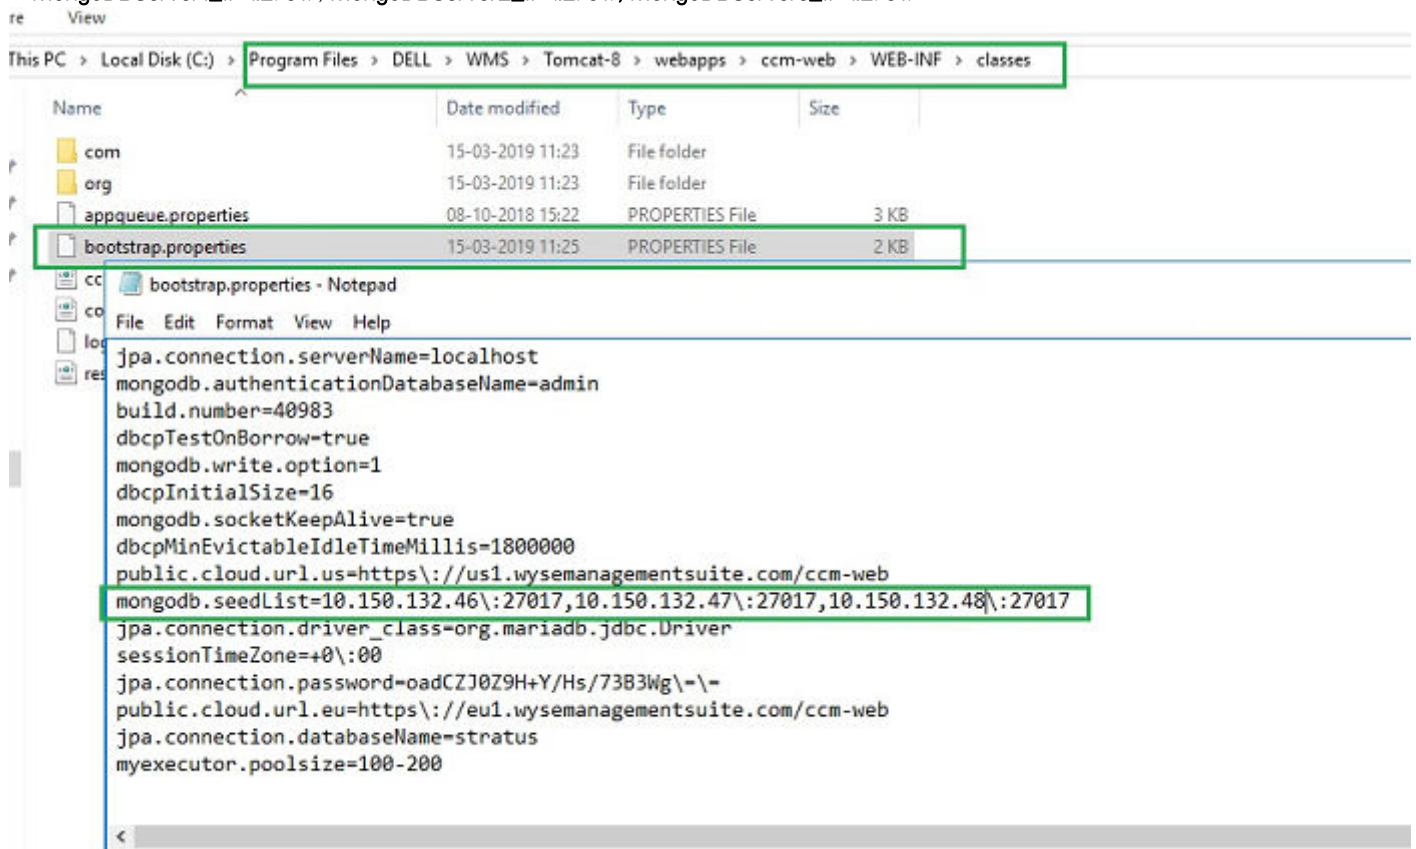 re View
This PC > Local Disk (C:) > Program Files > DELL > WMS > Tomcat-8 > webapps > ccm-web > WEB-INF > classes
Name Date modified Type Size
com 15-03-2019 11:23 File folder
org 15-03-2019 11:23 File folder
appqueue.properties 08-10-2018 15:22 PROPERTIES File 3 KB
bootstrap.properties 15-03-2019 11:25 PROPERTIES File 2 KB
cc
bootstrap.properties - Notepad
co
File Edit Format View Help
log
res
jpa.connection.serverName=localhost
mongodb.authenticationDatabaseName=admin
build.number=40983
dbcpTestOnBorrow=true
mongodb.write.option=1
dbcpInitialSize=16
mongodb.socketKeepAlive=true
dbcpMinEvictableIdleTimeMillis=1800000
public.cloud.url.us=https\://us1.wysemanagementsuite.com/ccm-web
mongodb.seedList=10.150.132.46\:27017,10.150.132.47\:27017,10.150.132.48\:27017
jpa.connection.driver_class=org.mariadb.jdbc.Driver
sessionTimeZone=+0\:00
jpa.connection.password=oadCZJ0Z9H+Y/Hs/73B3Wg\=\=
public.cloud.url.eu=https\://eu1.wysemanagementsuite.com/ccm-web
jpa.connection.databaseName=stratus
myexecutor.poolsize=100-200